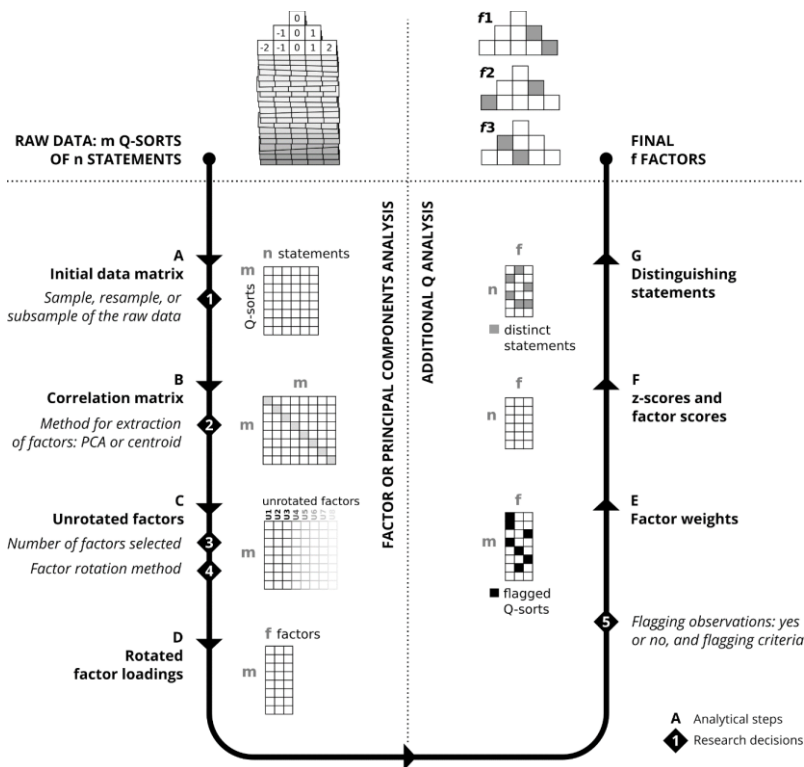 0
-1 0 1
-2 -1 0 1 2
RAW DATA: m Q-SORTS
OF n STATEMENTS
f1
f2
f3
FINAL
f FACTORS
A
Initial data matrix
1
Sample, resample, or
subsample of the raw data
n statements
m
Q-sorts
B
Correlation matrix
2
Method for extraction
of factors: PCA or centroid
m
m
C
Unrotated factors
Number of factors selected
3
Factor rotation method
4
unrotated factors
U1 U2 U3 U4 U5 U6 U7 U8
m
D
Rotated
factor loadings
f factors
m
FACTOR OR PRINCIPAL COMPONENTS ANALYSIS
ADDITIONAL Q ANALYSIS
f
n
distinct
statements
G
Distinguishing
statements
f
n
F
z-scores and
factor scores
f
m
flagged
Q-sorts
E
Factor weights
5
Flagging observations: yes
or no, and flagging criteria
A Analytical steps
1 Research decisions